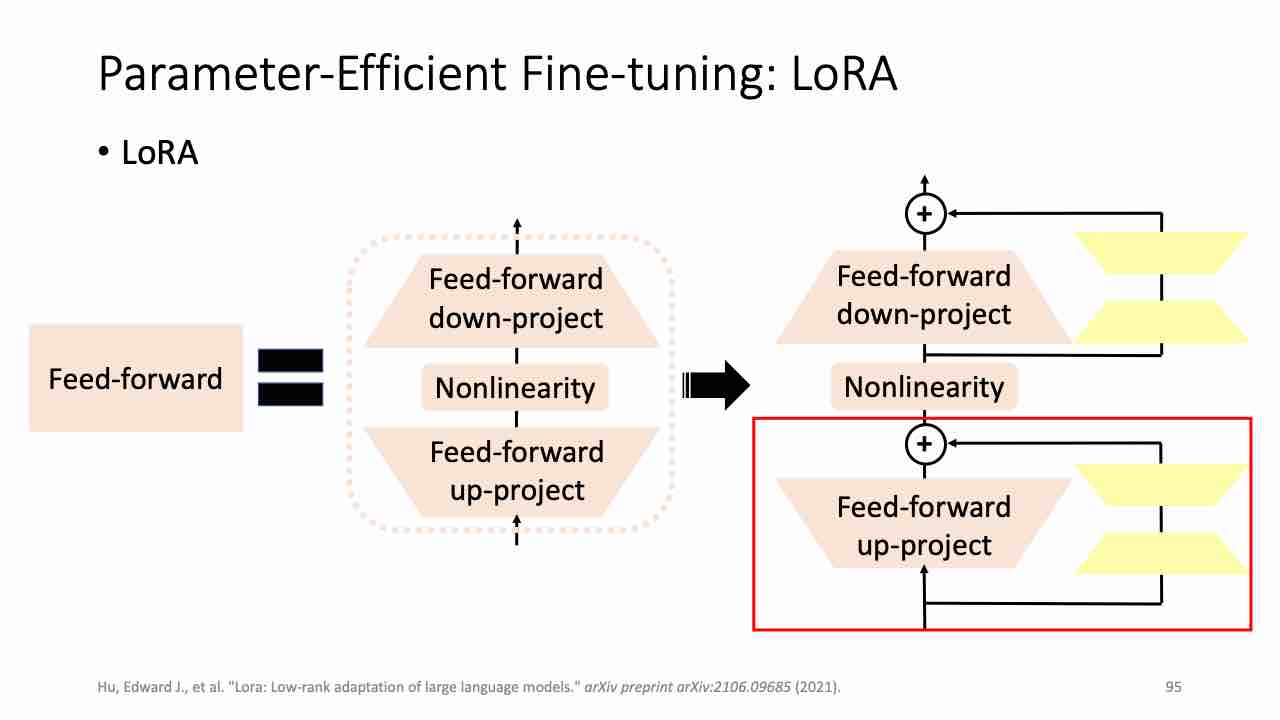 Parameter-Efficient Fine-tuning: LoRA
• LoRA
Feed-forward
Feed-forward
down-project
Nonlinearity
Feed-forward
up-project
+
Feed-forward
down-project
Nonlinearity
+
Feed-forward
up-project
Hu, Edward J., et al. "Lora: Low-rank adaptation of large language models." arXiv preprint arXiv:2106.09685 (2021).
95